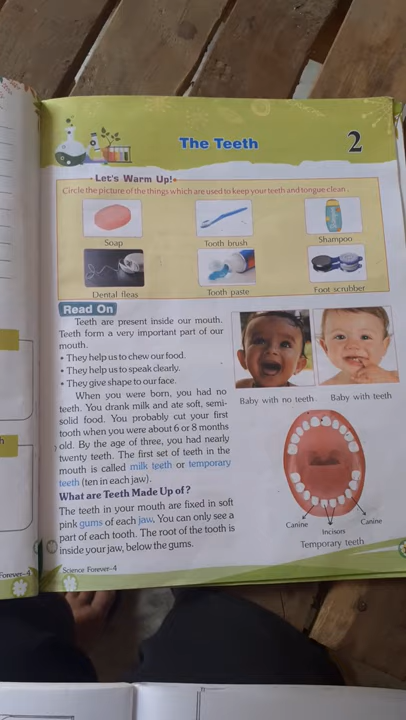 The Teeth
2
Let's Warm Up!
Circle the picture of the things which are used to keep your teeth and tongue clean.
Soap
Tooth brush
Shampoo
Dental fleas
Tooth paste
Foot scrubber
Read On
Teeth are present inside our mouth.
Teeth form a very important part of our
mouth.
• They help us to chew our food.
• They help us to speak clearly.
• They give shape to our face.
When you were born, you had no
teeth. You drank milk and ate soft, semi-
solid food. You probably cut your first
tooth when you were about 6 or 8 months
old. By the age of three, you had nearly
twenty teeth. The first set of teeth in the
mouth is called milk teeth or temporary
teeth (ten in each jaw).
What are Teeth Made Up of?
The teeth in your mouth are fixed in soft
pink gums of each jaw. You can only see a
part of each tooth. The root of the tooth is
inside your jaw, below the gums.
Baby with no teeth
Baby with teeth
Canine
Incisors
Canine
Temporary teeth
Science Forever-4
Forever-4